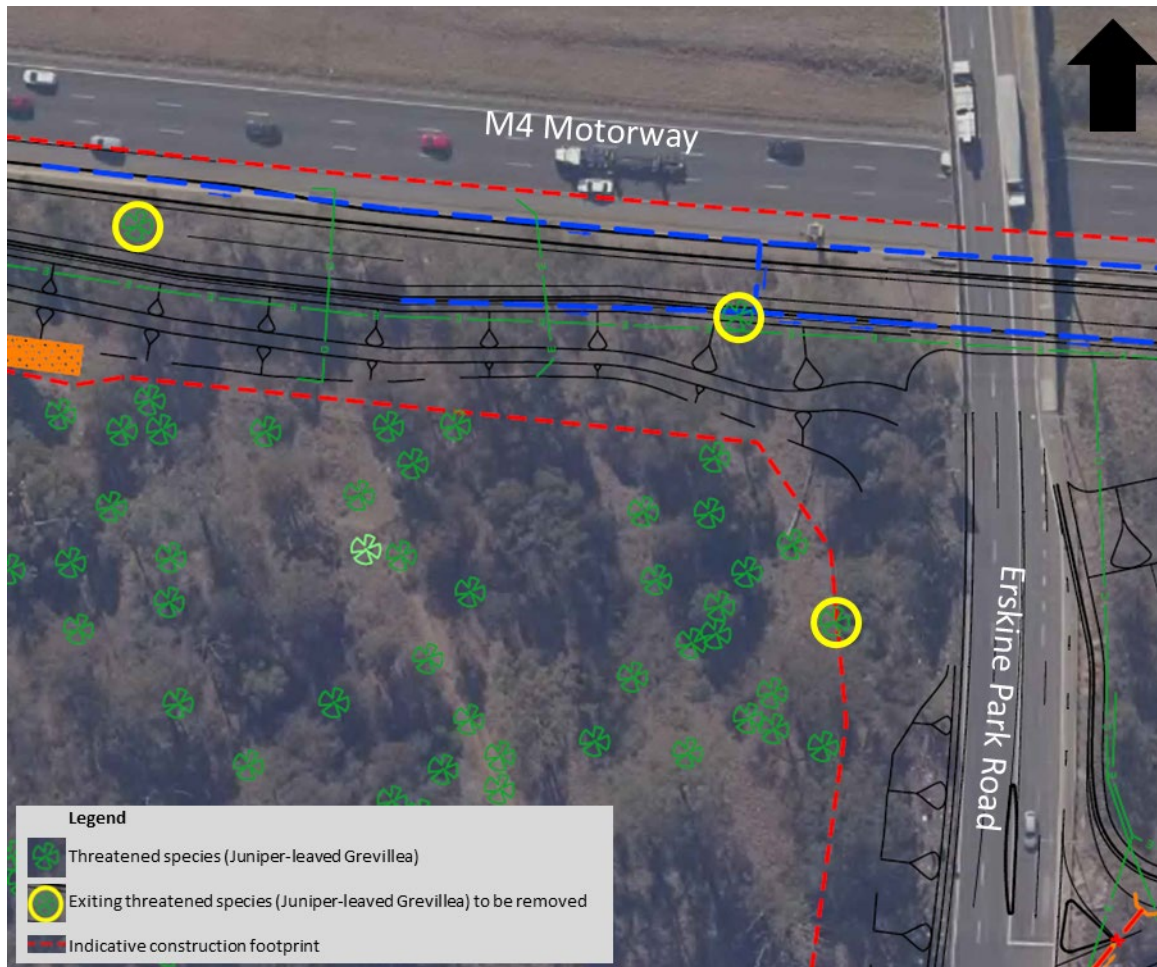 M4 Motorway
Erskine Park Road
Legend
Threatened species (Juniper-leaved Grevillea)
Exiting threatened species (Juniper-leaved Grevillea) to be removed
Indicative construction footprint